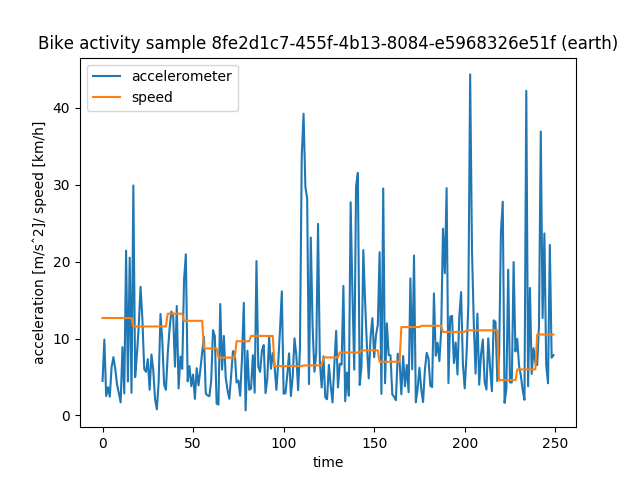 Bike activity sample 8fe2d1c7-455f-4b13-8084-e5968326e51f (earth)
accelerometer
speed
acceleration [m/s^2]/ speed [km/h]
40
30
20
10
0
0 50 100 150 200 250
time